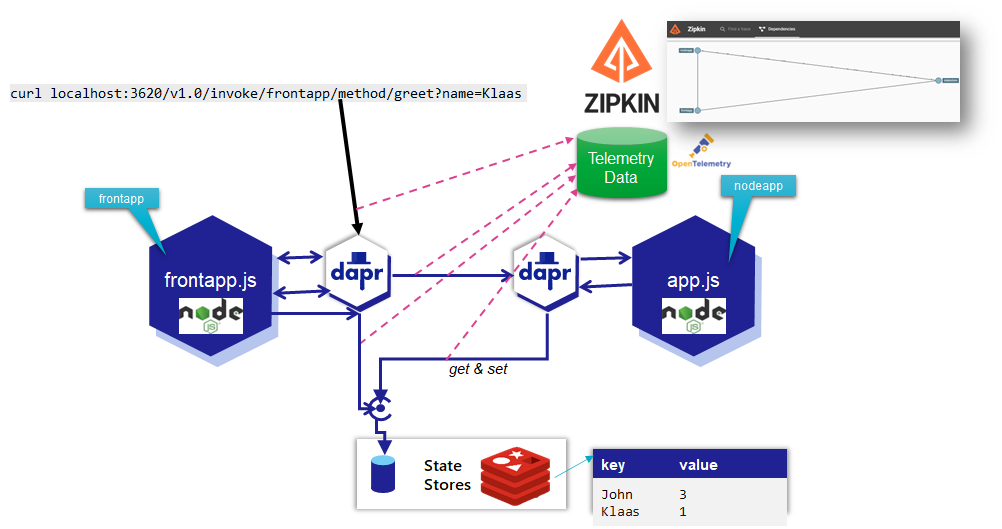 Zipkin
Find a trace
Dependencies
curl localhost:3620/v1.0/invoke/frontapp/method/greet?name=Klaas
ZIPKIN
Telemetry
Data
OpenTelemetry
frontapp
nodeapp
frontapp.js
node
JS
dapr
dapr
app.js
node
JS
get & set
State
Stores
key value
John 3
Klaas 1